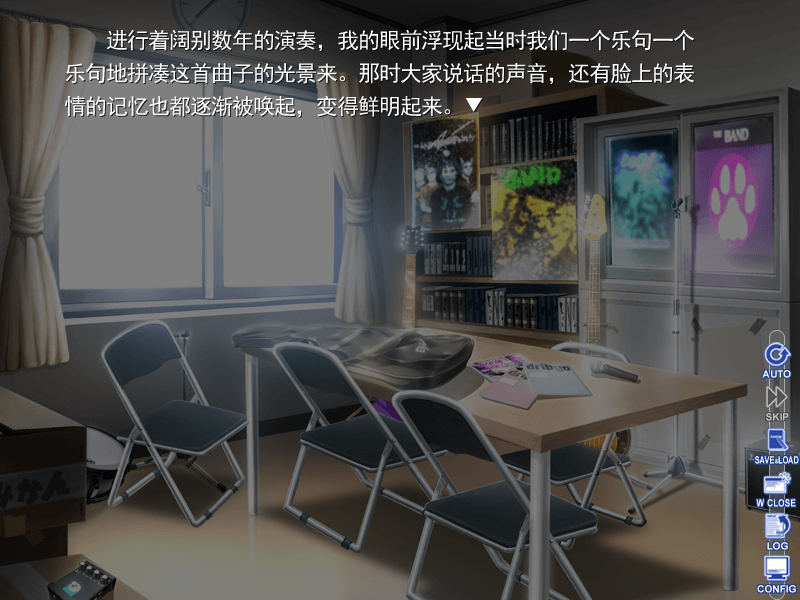 进行着阔别数年的演奏，我的眼前浮现起当时我们一个乐句一个
乐句地拼凑这首曲子的光景来。那时大家说话的声音，还有脸上的表
情的记忆也都逐渐被唤起，变得鲜明起来。▼
THE BAND
AUTO
SKIP
SAVE&LOAD
W CLOSE
LOG
CONFIG
みかん